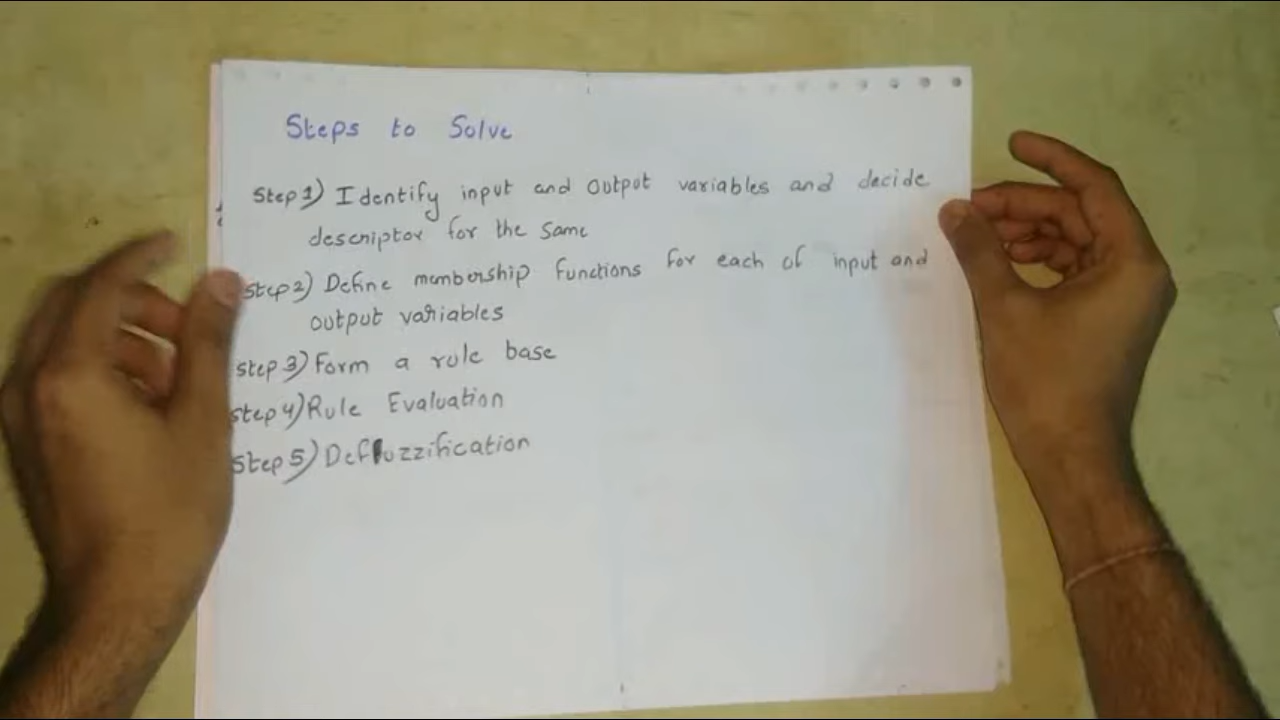 Steps to Solve
Step 1) Identify input and output variables and decide
descriptor for the same
Step 2) Define membership functions for each of input and
output variables
Step 3) Form a rule base
Step 4) Rule Evaluation
Step 5) Deffuzzification